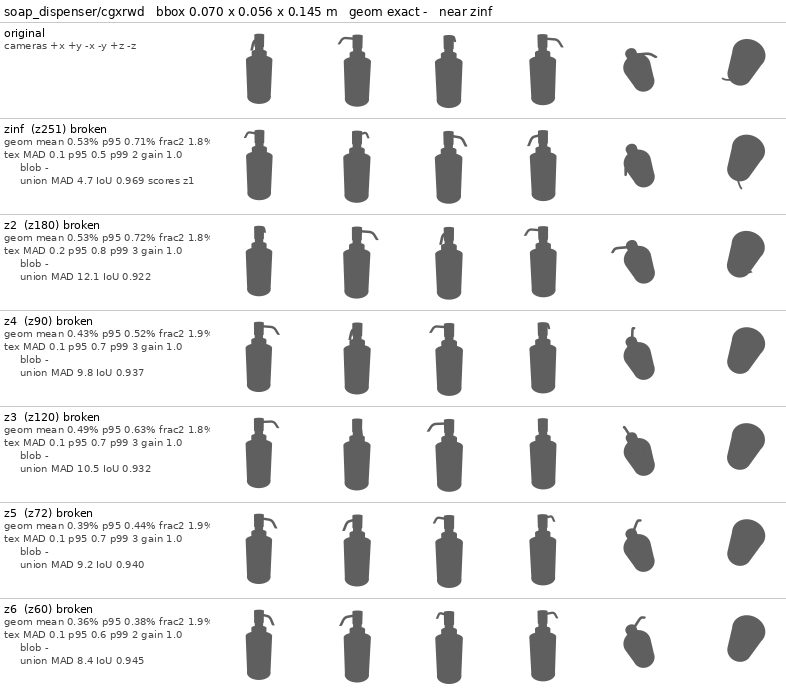 soap_dispenser/cgxrwd   bbox 0.070 x 0.056 x 0.145 m   geom exact -   near zinf
original
cameras +x +y -x -y +z -z
zinf  (z251) broken
geom mean 0.53% p95 0.71% frac2 1.8%
tex MAD 0.1 p95 0.5 p99 2 gain 1.0
blob -
union MAD 4.7 IoU 0.969 scores z1
z2  (z180) broken
geom mean 0.53% p95 0.72% frac2 1.8%
tex MAD 0.2 p95 0.8 p99 3 gain 1.0
blob -
union MAD 12.1 IoU 0.922
z4  (z90) broken
geom mean 0.43% p95 0.52% frac2 1.9%
tex MAD 0.1 p95 0.7 p99 3 gain 1.0
blob -
union MAD 9.8 IoU 0.937
z3  (z120) broken
geom mean 0.49% p95 0.63% frac2 1.8%
tex MAD 0.1 p95 0.7 p99 3 gain 1.0
blob -
union MAD 10.5 IoU 0.932
z5  (z72) broken
geom mean 0.39% p95 0.44% frac2 1.9%
tex MAD 0.1 p95 0.7 p99 3 gain 1.0
blob -
union MAD 9.2 IoU 0.940
z6  (z60) broken
geom mean 0.36% p95 0.38% frac2 1.9%
tex MAD 0.1 p95 0.6 p99 2 gain 1.0
blob -
union MAD 8.4 IoU 0.945